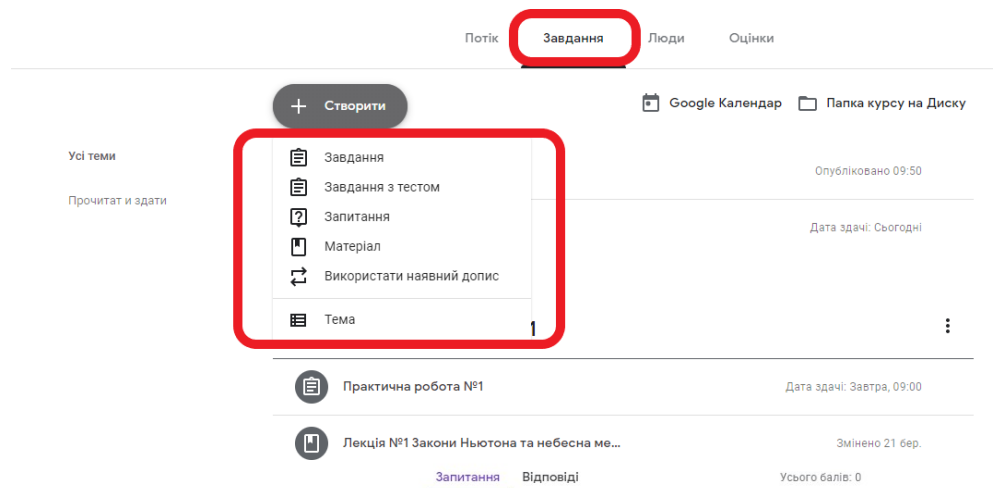 Потік Завдання Люди Оцінки
Створити
Google Календар Папка курсу на Диску
Усі теми
Прочитат и здати
Завдання
Завдання з тестом
Запитання
Матеріал
Використати наявний допис
Тема
Опубліковано 09:50
Дата здачі: Сьогодні
Практична робота №1 Дата здачі: Завтра, 09:00
Лекція №1 Закони Ньютона та небесна ме... Змінено 21 бер.
Запитання Відповіді Усього балів: 0